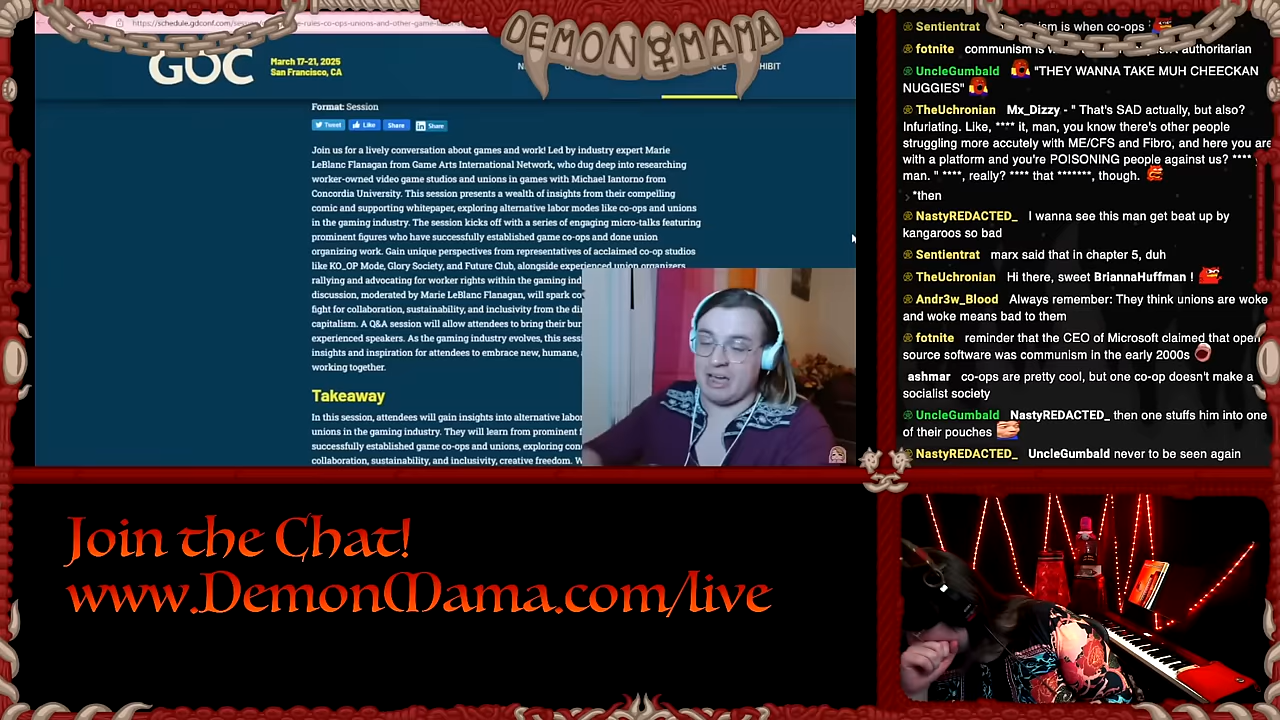 https://schedule.gdconf.com/
rules-co-ops-unions-and-other-game
GDC
March 17-21, 2025
San Francisco, CA
DEMON MAMA
HIBIT
Format: Session
Tweet Like Share Share
Join us for a lively conversation about games and work! Led by industry expert Marie
LeBlanc Flanagan from Game Arts International Network, who dug deep into researching
worker-owned video game studios and unions in games with Michael Iantorno from
Concordia University. This session presents a wealth of insights from their compelling
comic and supporting whitepaper, exploring alternative labor modes like co-ops and unions
in the gaming industry. The session kicks off with a series of engaging micro-talks featuring
prominent figures who have successfully established game co-ops and done union
organizing work. Gain unique perspectives from representatives of acclaimed co-op studios
like KO_OP Mode, Glory Society, and Future Club, alongside experienced union organizers
rallying and advocating for worker rights within the gaming ind
discussion, moderated by Marie LeBlanc Flanagan, will spark co
fight for collaboration, sustainability, and inclusivity from the di
capitalism. A Q&A session will allow attendees to bring their bur
experienced speakers. As the gaming industry evolves, this sess
insights and inspiration for attendees to embrace new, humane,
working together.
Takeaway
In this session, attendees will gain insights into alternative labor
unions in the gaming industry. They will learn from prominent f
successfully established game co-ops and unions, exploring con
collaboration, sustainability, and inclusivity, creative freedom. W
Sentientrat is when co-ops
fotnite communism is authoritarian
UncleGumbald "THEY WANNA TAKE MUH CHEECKAN
NUGGIES"
TheUchronian Mx_Dizzy - " That's SAD actually, but also?
Infuriating. Like, **** it, man, you know there's other people
struggling more accutely with ME/CFS and Fibro, and here you are
with a platform and you're POISONING people against us? ****
man. " ****, really? **** that *******, though.
*then
NastyREDACTED_ I wanna see this man get beat up by
kangaroos so bad
Sentientrat marx said that in chapter 5, duh
TheUchronian Hi there, sweet BriannaHuffman !
Andr3w_Blood Always remember: They think unions are woke
and woke means bad to them
fotnite reminder that the CEO of Microsoft claimed that open
source software was communism in the early 2000s
ashmar co-ops are pretty cool, but one co-op doesn't make a
socialist society
UncleGumbald NastyREDACTED_ then one stuffs him into one
of their pouches
NastyREDACTED_ UncleGumbald never to be seen again
Join the Chat!
www.DemonMama.com/live